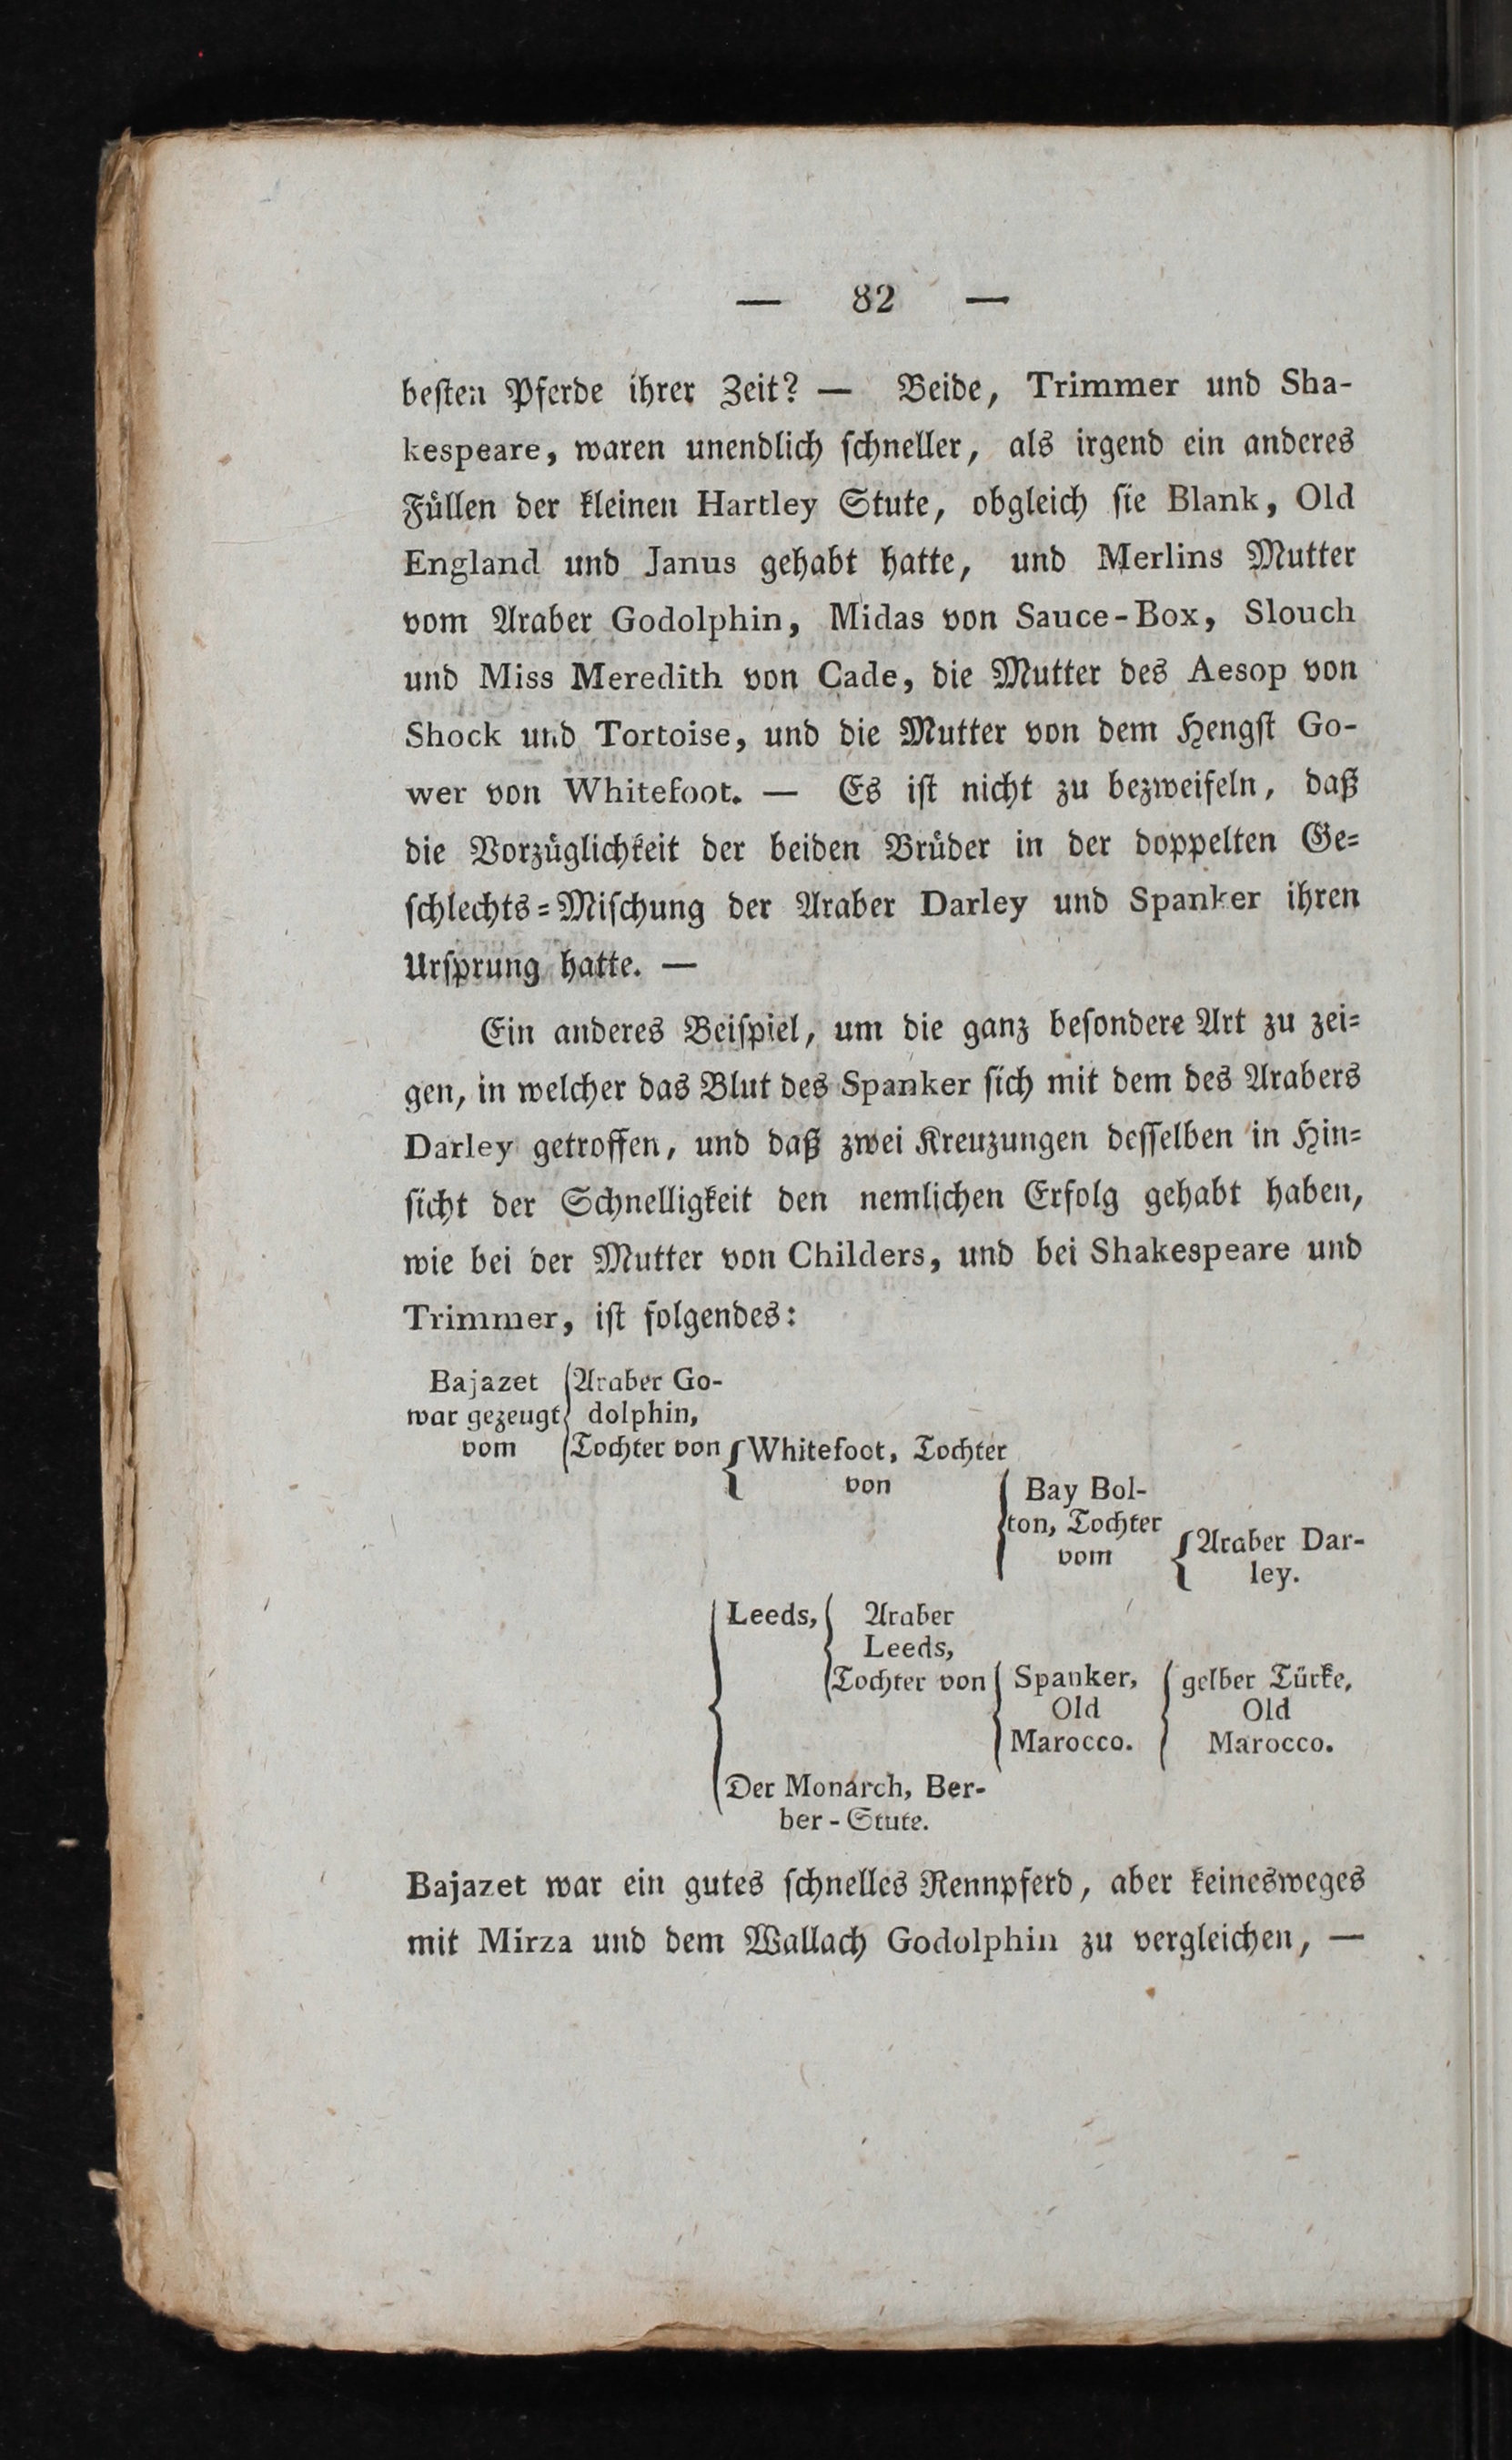 — 82 —
besten Pferde ihrer Zeit? — Beide, Trimmer und Sha-
kespeare, waren unendlich schneller, als irgend ein anderes
Füllen der kleinen Hartley Stute, obgleich sie Blank, Old
England und Janus gehabt hatte, und Merlins Mutter
vom Araber Godolphin, Midas von Sauce-Box, Slouch
und Miss Meredith von Cade, die Mutter des Aesop von
Shock und Tortoise, und die Mutter von dem Hengst Go-
wer von Whitefoot. — Es ist nicht zu bezweifeln, daß
die Vorzüglichkeit der beiden Brüder in der doppelten Ge-
schlechts-Mischung der Araber Darley und Spanker ihren
Ursprung hatte. —
Ein anderes Beispiel, um die ganz besondere Art zu zei-
gen, in welcher das Blut des Spanker sich mit dem des Arabers
Darley getroffen, und daß zwei Kreuzungen desselben in Hin-
sicht der Schnelligkeit den nemlichen Erfolg gehabt haben,
wie bei der Mutter von Childers, und bei Shakespeare und
Trimmer, ist folgendes:
Bajazet { Araber Go-
war gezeugt dolphin,
vom Tochter von { Whitefoot, Tochter
von { Bay Bol-
ton, Tochter
vom { Araber Dar-
ley.
{ Leeds, { Araber
Leeds,
Tochter von { Spanker, { gelber Türke,
Old Old
Marocco. Marocco.
Der Monarch, Ber-
ber-Stute.
Bajazet war ein gutes schnelles Rennpferd, aber keinesweges
mit Mirza und dem Wallach Godolphin zu vergleichen, —